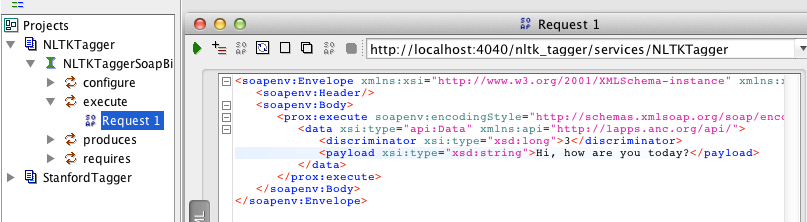 Projects
NLTKTagger
NLTKTaggerSoapBi
configure
execute
Request 1
produces
requires
StanfordTagger
Request 1
http://localhost:4040/nltk_tagger/services/NLTKTagger
<soapenv:Envelope xmlns:xsi="http://www.w3.org/2001/XMLSchema-instance" xmlns:x
<soapenv:Header/>
<soapenv:Body>
<prox:execute soapenv:encodingStyle="http://schemas.xmlsoap.org/soap/enco
<data xsi:type="api:Data" xmlns:api="http://lapps.anc.org/api/">
<discriminator xsi:type="xsd:long">3</discriminator>
<payload xsi:type="xsd:string">Hi, how are you today?</payload>
</data>
</prox:execute>
</soapenv:Body>
</soapenv:Envelope>
ML